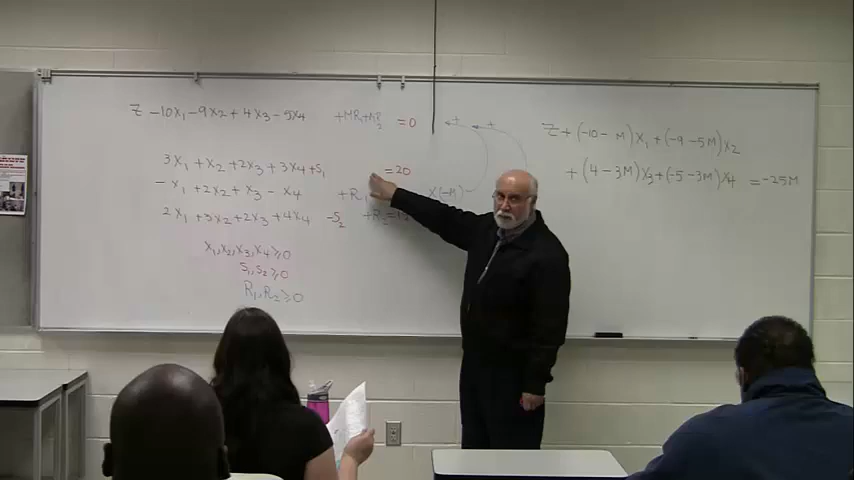 Z -10x₁ -9x₂ + 4x₃ -5x₄ +MR₁+MR₂ = 0
3x₁ + x₂ + 2x₃ + 3x₄ + S₁ = 20
-x₁ + 2x₂ + x₃ - x₄ +R₁ x(-M)
2x₁ + 3x₂ + 2x₃ + 4x₄ -S₂ +R₂ =
x₁, x₂, x₃, x₄ ≥ 0
S₁, S₂ ≥ 0
R₁, R₂ ≥ 0
Z + (-10 - M)x₁ + (-9 - 5M)x₂
+ (4 - 3M)x₃ + (-5 - 3M)x₄ = -25M